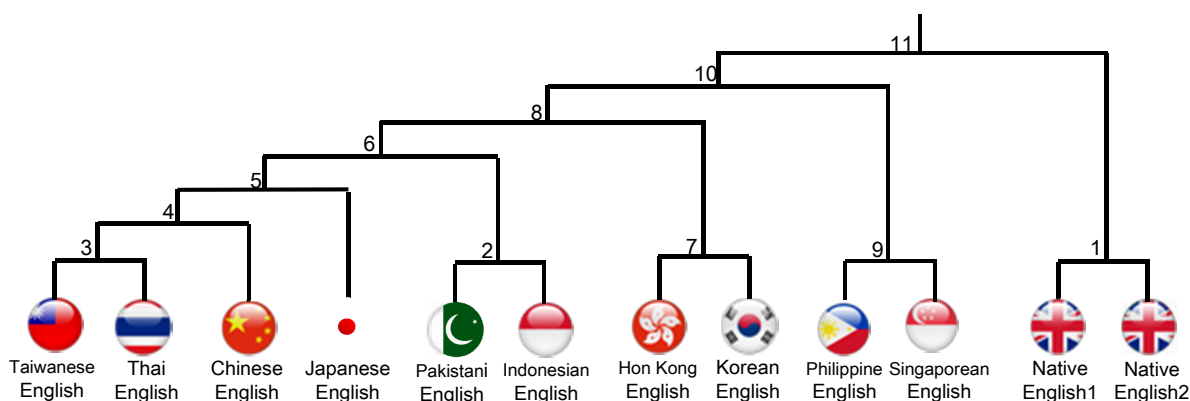 11
10
8
6
5
4
3
2
7
9
1
Taiwanese English
Thai English
Chinese English
Japanese English
Pakistani English
Indonesian English
Hon Kong English
Korean English
Philippine English
Singaporean English
Native English1
Native English2